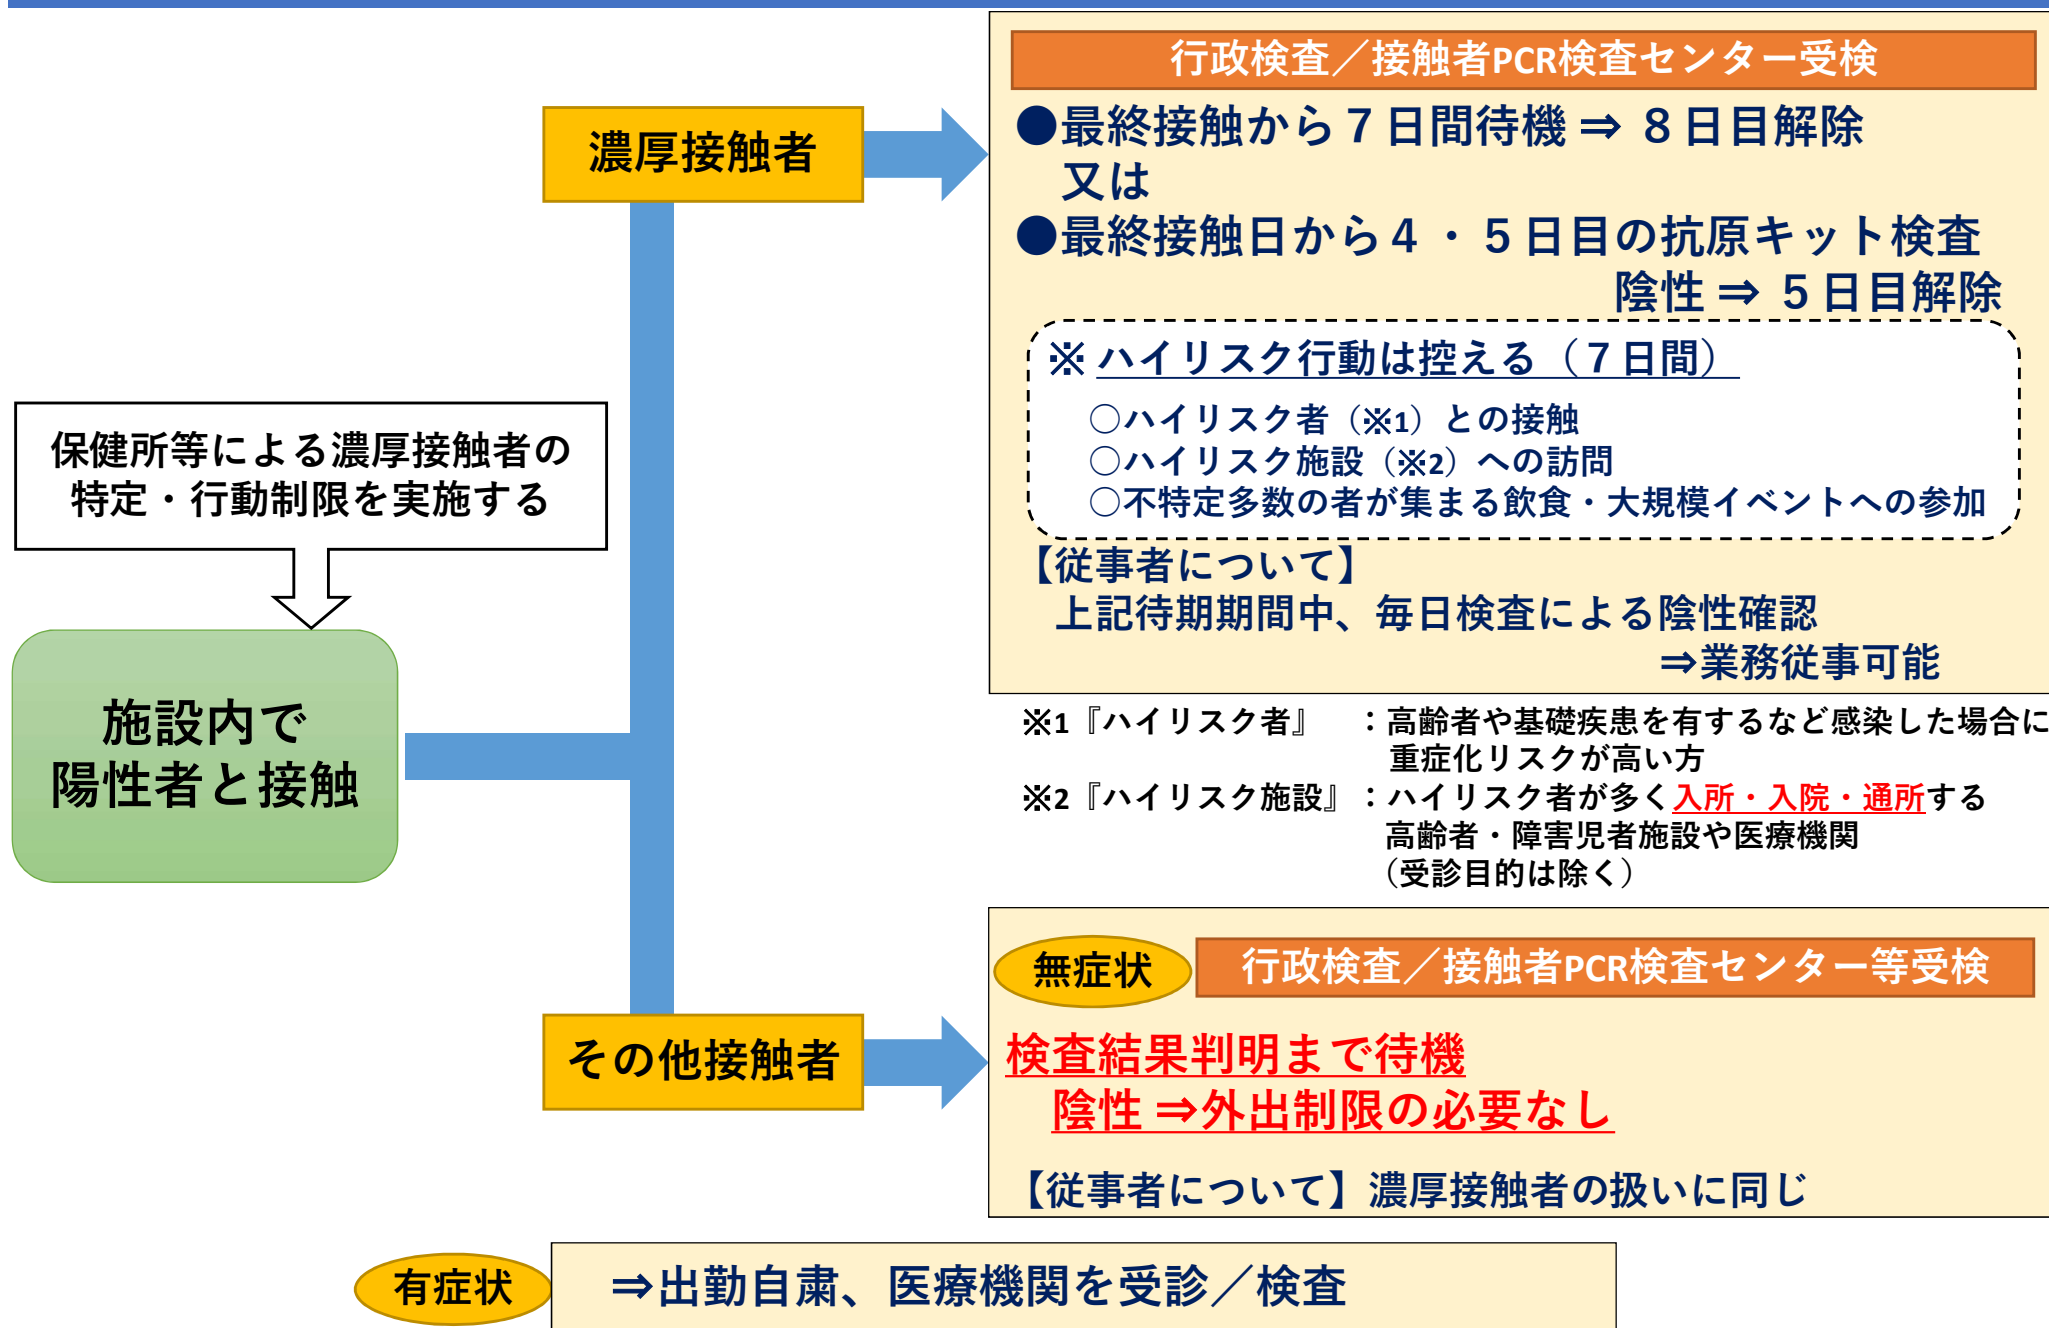 行政検査／接触者PCR検査センター受検
濃厚接触者
●最終接触から７日間待機 ⇒ ８日目解除
又は
●最終接触日から４・５日目の抗原キット検査
陰性 ⇒ ５日目解除
※ ハイリスク行動は控える（７日間）
○ハイリスク者（※1）との接触
○ハイリスク施設（※2）への訪問
○不特定多数の者が集まる飲食・大規模イベントへの参加
【従事者について】
上記待期期間中、毎日検査による陰性確認
⇒業務従事可能
保健所等による濃厚接触者の
特定・行動制限を実施する
施設内で
陽性者と接触
※1『ハイリスク者』　：高齢者や基礎疾患を有するなど感染した場合に
重症化リスクが高い方
※2『ハイリスク施設』：ハイリスク者が多く入所・入院・通所する
高齢者・障害児者施設や医療機関
（受診目的は除く）
その他接触者
無症状
行政検査／接触者PCR検査センター等受検
検査結果判明まで待機
陰性 ⇒外出制限の必要なし
【従事者について】濃厚接触者の扱いに同じ
有症状
⇒出勤自粛、医療機関を受診／検査